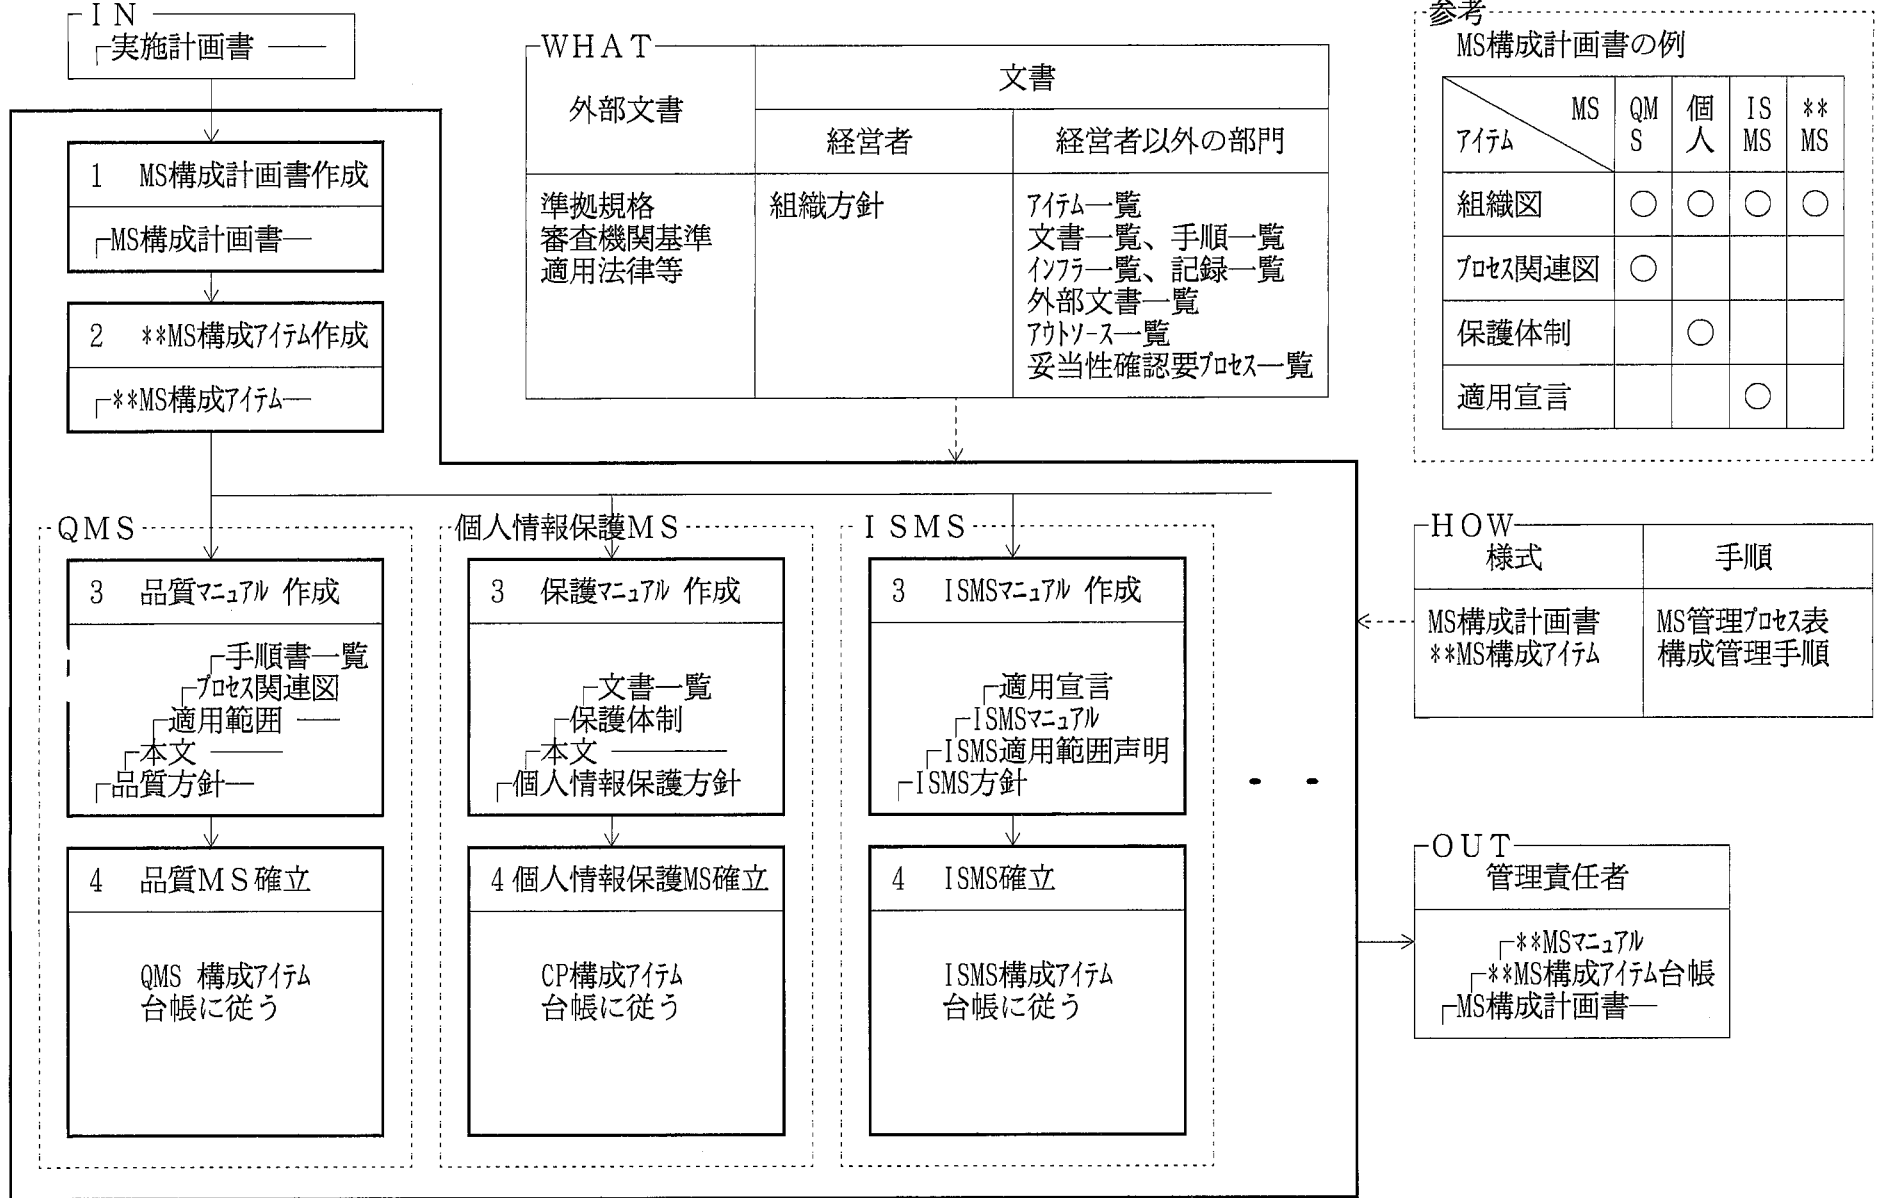 IN
実施計画書
1 MS構成計画書作成
MS構成計画書
2 **MS構成アイテム作成
**MS構成アイテム
WHAT
外部文書
文書
経営者
経営者以外の部門
準拠規格
審査機関基準
適用法律等
組織方針
アイテム一覧
文書一覧、手順一覧
インフラ一覧、記録一覧
外部文書一覧
アウトソース一覧
妥当性確認要プロセス一覧
参考
MS構成計画書の例
MS
アイテム
QM
S
個
人
IS
MS
**
MS
組織図 ○ ○ ○ ○
プロセス関連図 ○
保護体制 ○
適用宣言 ○
QMS
3 品質マニュアル 作成
手順書一覧
プロセス関連図
適用範囲
本文
品質方針
4 品質MS確立
QMS 構成アイテム
台帳に従う
個人情報保護MS
3 保護マニュアル 作成
文書一覧
保護体制
本文
個人情報保護方針
4 個人情報保護MS確立
CP構成アイテム
台帳に従う
ISMS
3 ISMSマニュアル 作成
適用宣言
ISMSマニュアル
ISMS適用範囲声明
ISMS方針
4 ISMS確立
ISMS構成アイテム
台帳に従う
HOW
様式
手順
MS構成計画書
**MS構成アイテム
MS管理プロセス表
構成管理手順
OUT
管理責任者
**MSマニュアル
**MS構成アイテム台帳
MS構成計画書